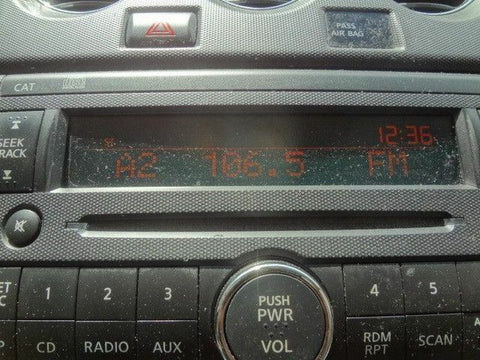 PASS
AIR BAG
CAT
12:36
SEEK
TRACK
A2 106.5 FM
1 2 3
4 5
PUSH
PWR
VOL
CD RADIO AUX
RDM
RPT
SCAN